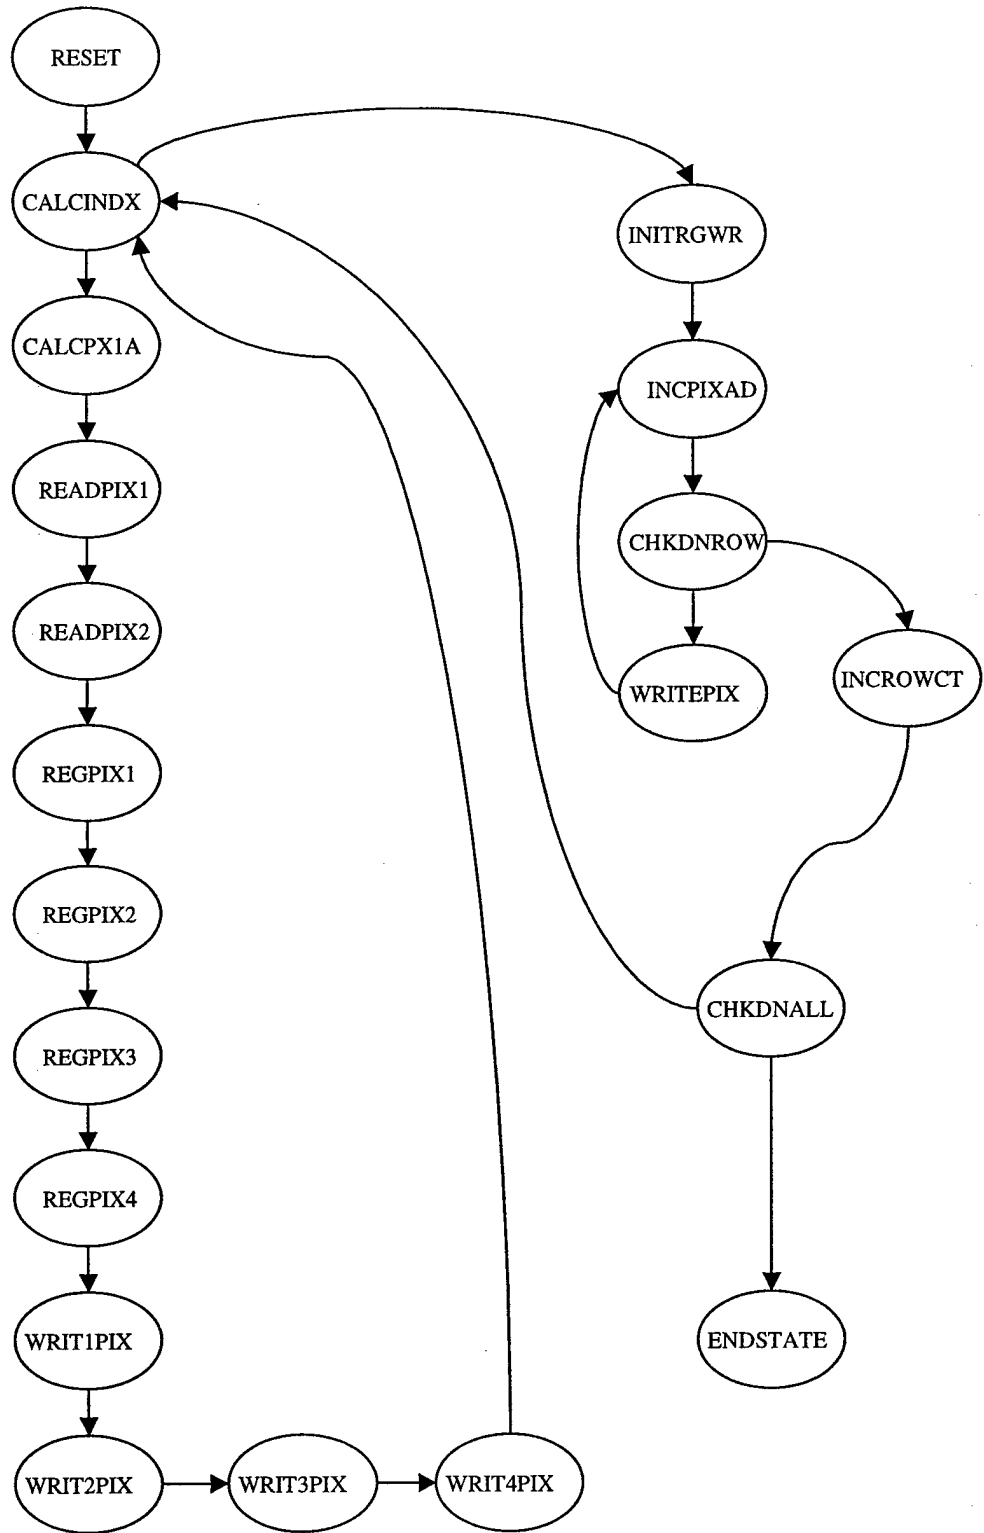 RESET
CALCINDX
INITRGWR
CALCPX1A
INCPIXAD
READPIX1
CHKDNROW
READPIX2
INCROWCT
WRITEPIX
REGPIX1
REGPIX2
CHKDNALL
REGPIX3
REGPIX4
WRIT1PIX
ENDSTATE
WRIT2PIX
WRIT3PIX
WRIT4PIX